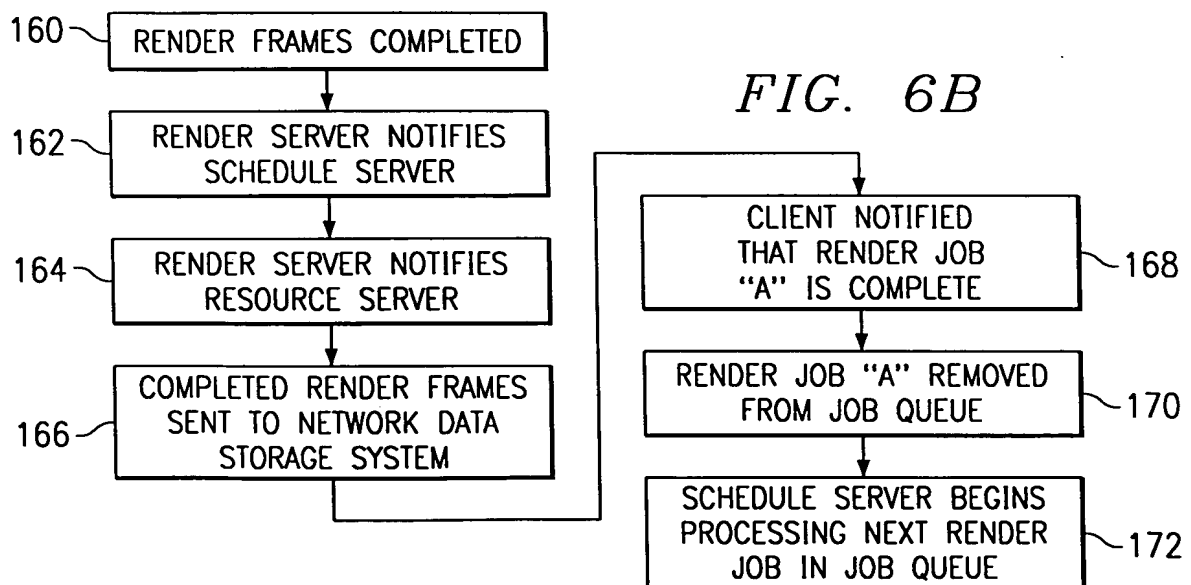 160
RENDER FRAMES COMPLETED
FIG. 6B
162
RENDER SERVER NOTIFIES
SCHEDULE SERVER
164
RENDER SERVER NOTIFIES
RESOURCE SERVER
166
COMPLETED RENDER FRAMES
SENT TO NETWORK DATA
STORAGE SYSTEM
CLIENT NOTIFIED
THAT RENDER JOB
“A” IS COMPLETE
168
RENDER JOB “A” REMOVED
FROM JOB QUEUE
170
SCHEDULE SERVER BEGINS
PROCESSING NEXT RENDER
JOB IN JOB QUEUE
172